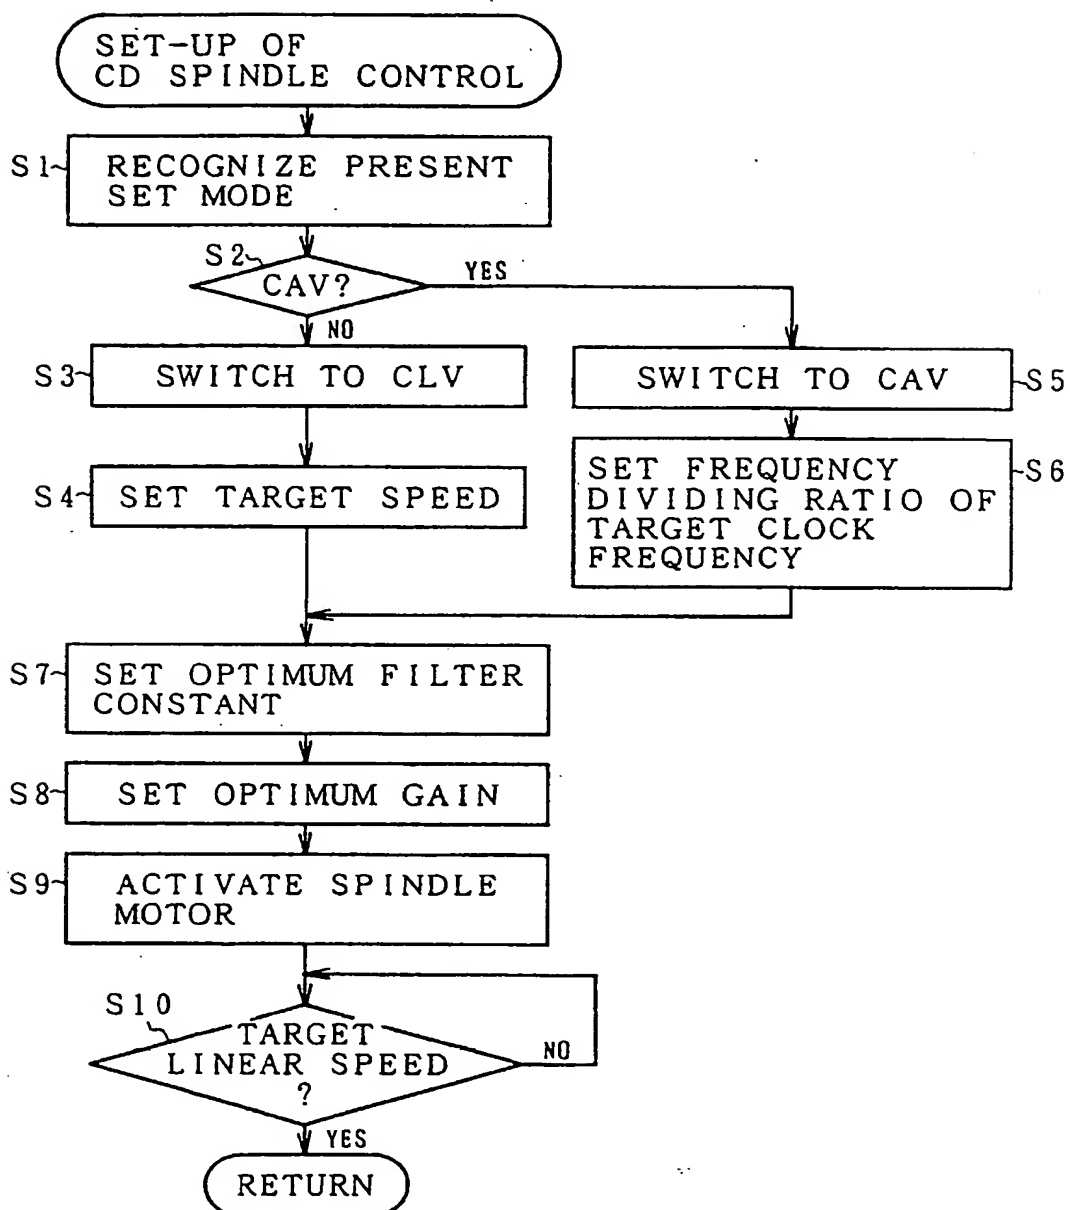 SET-UP OF
CD SPINDLE CONTROL
S1
RECOGNIZE PRESENT
SET MODE
S2
CAV?
YES
NO
S3
SWITCH TO CLV
SWITCH TO CAV
S5
S4
SET TARGET SPEED
SET FREQUENCY
DIVIDING RATIO OF
TARGET CLOCK
FREQUENCY
S6
S7
SET OPTIMUM FILTER
CONSTANT
S8
SET OPTIMUM GAIN
S9
ACTIVATE SPINDLE
MOTOR
S10
TARGET
LINEAR SPEED
?
NO
YES
RETURN